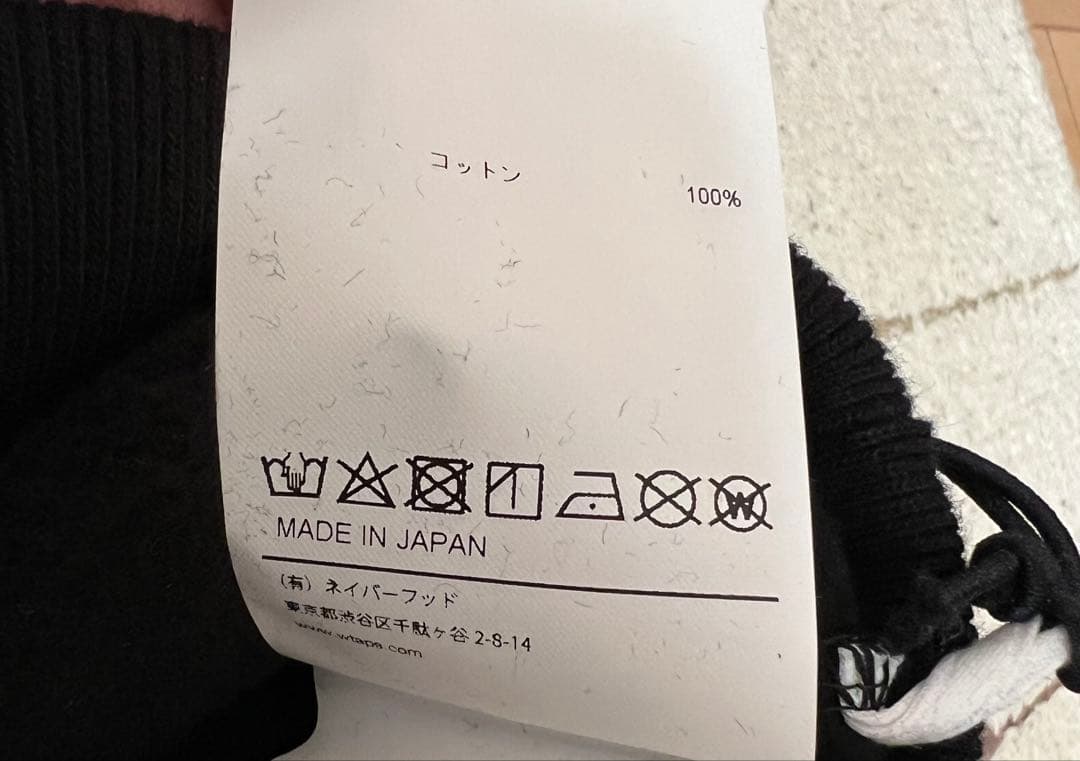 コットン
100%
MADE IN JAPAN
(有) ネイバーフッド
東京都渋谷区千駄ヶ谷 2-8-14
www.wtaps.com